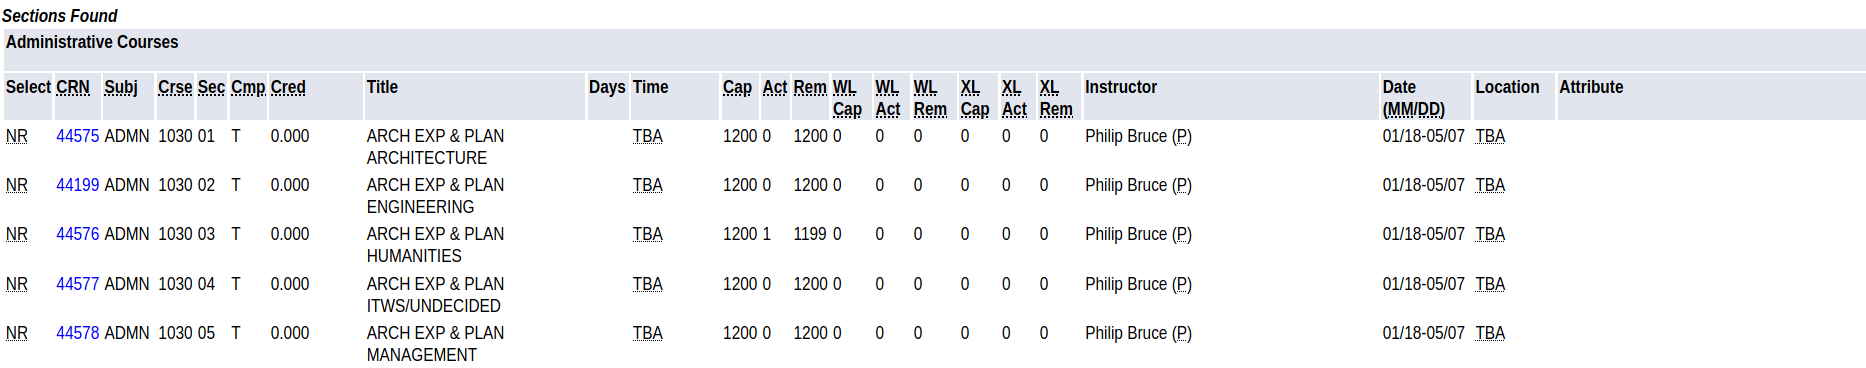 Sections Found
Administrative Courses
Select CRN Subj Crse Sec Cmp Cred Title Days Time Cap Act Rem WL WL WL XL XL XL Instructor Date Location Attribute
Cap Act Rem Cap Act Rem (MM/DD)
NR 44575 ADMN 1030 01 T 0.000 ARCH EXP & PLAN TBA 1200 0 1200 0 0 0 0 0 0 Philip Bruce (P) 01/18-05/07 TBA
ARCHITECTURE
NR 44199 ADMN 1030 02 T 0.000 ARCH EXP & PLAN TBA 1200 0 1200 0 0 0 0 0 0 Philip Bruce (P) 01/18-05/07 TBA
ENGINEERING
NR 44576 ADMN 1030 03 T 0.000 ARCH EXP & PLAN TBA 1200 1 1199 0 0 0 0 0 0 Philip Bruce (P) 01/18-05/07 TBA
HUMANITIES
NR 44577 ADMN 1030 04 T 0.000 ARCH EXP & PLAN TBA 1200 0 1200 0 0 0 0 0 0 Philip Bruce (P) 01/18-05/07 TBA
ITWS/UNDECIDED
NR 44578 ADMN 1030 05 T 0.000 ARCH EXP & PLAN TBA 1200 0 1200 0 0 0 0 0 0 Philip Bruce (P) 01/18-05/07 TBA
MANAGEMENT